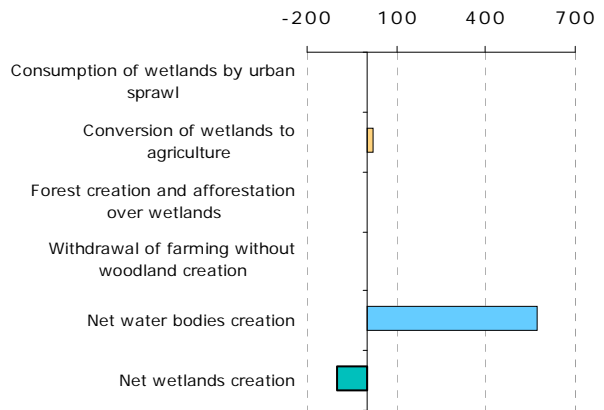 -200 100 400 700
Consumption of wetlands by urban
sprawl
Conversion of wetlands to
agriculture
Forest creation and afforestation
over wetlands
Withdrawal of farming without
woodland creation
Net water bodies creation
Net wetlands creation